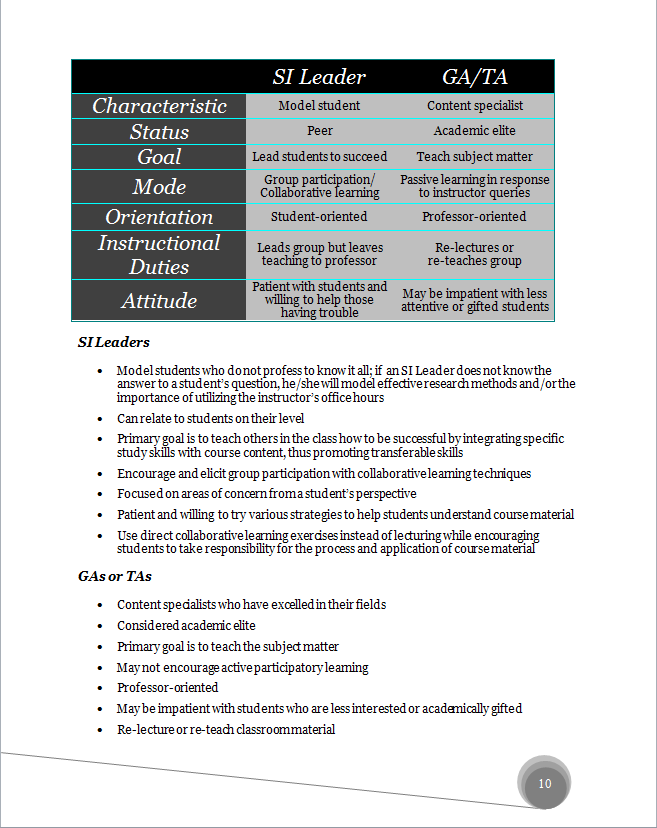 SI Leader GA/TA
Characteristic Model student Content specialist
Status Peer Academic elite
Goal Lead students to succeed Teach subject matter
Mode Group participation/ Passive learning in response
Collaborative learning to instructor queries
Orientation Student-oriented Professor-oriented
Instructional Leads group but leaves Re-lectures or
Duties teaching to professor re-teaches group
Attitude Patient with students and May be impatient with less
willing to help those attentive or gifted students
having trouble
SI Leaders
• Model students who do not profess to know it all; if an SI Leader does not know the
answer to a student’s question, he/she will model effective research methods and/or the
importance of utilizing the instructor’s office hours
• Can relate to students on their level
• Primary goal is to teach others in the class how to be successful by integrating specific
study skills with course content, thus promoting transferable skills
• Encourage and elicit group participation with collaborative learning techniques
• Focused on areas of concern from a student’s perspective
• Patient and willing to try various strategies to help students understand course material
• Use direct collaborative learning exercises instead of lecturing while encouraging
students to take responsibility for the process and application of course material
GAs or TAs
• Content specialists who have excelled in their fields
• Considered academic elite
• Primary goal is to teach the subject matter
• May not encourage active participatory learning
• Professor-oriented
• May be impatient with students who are less interested or academically gifted
• Re-lecture or re-teach classroom material
10